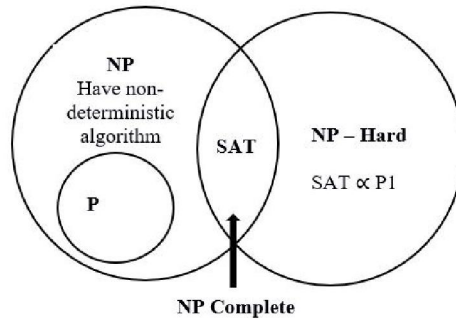 NP
Have non-
deterministic
algorithm
P
SAT
NP – Hard
SAT ∝ P1
NP Complete